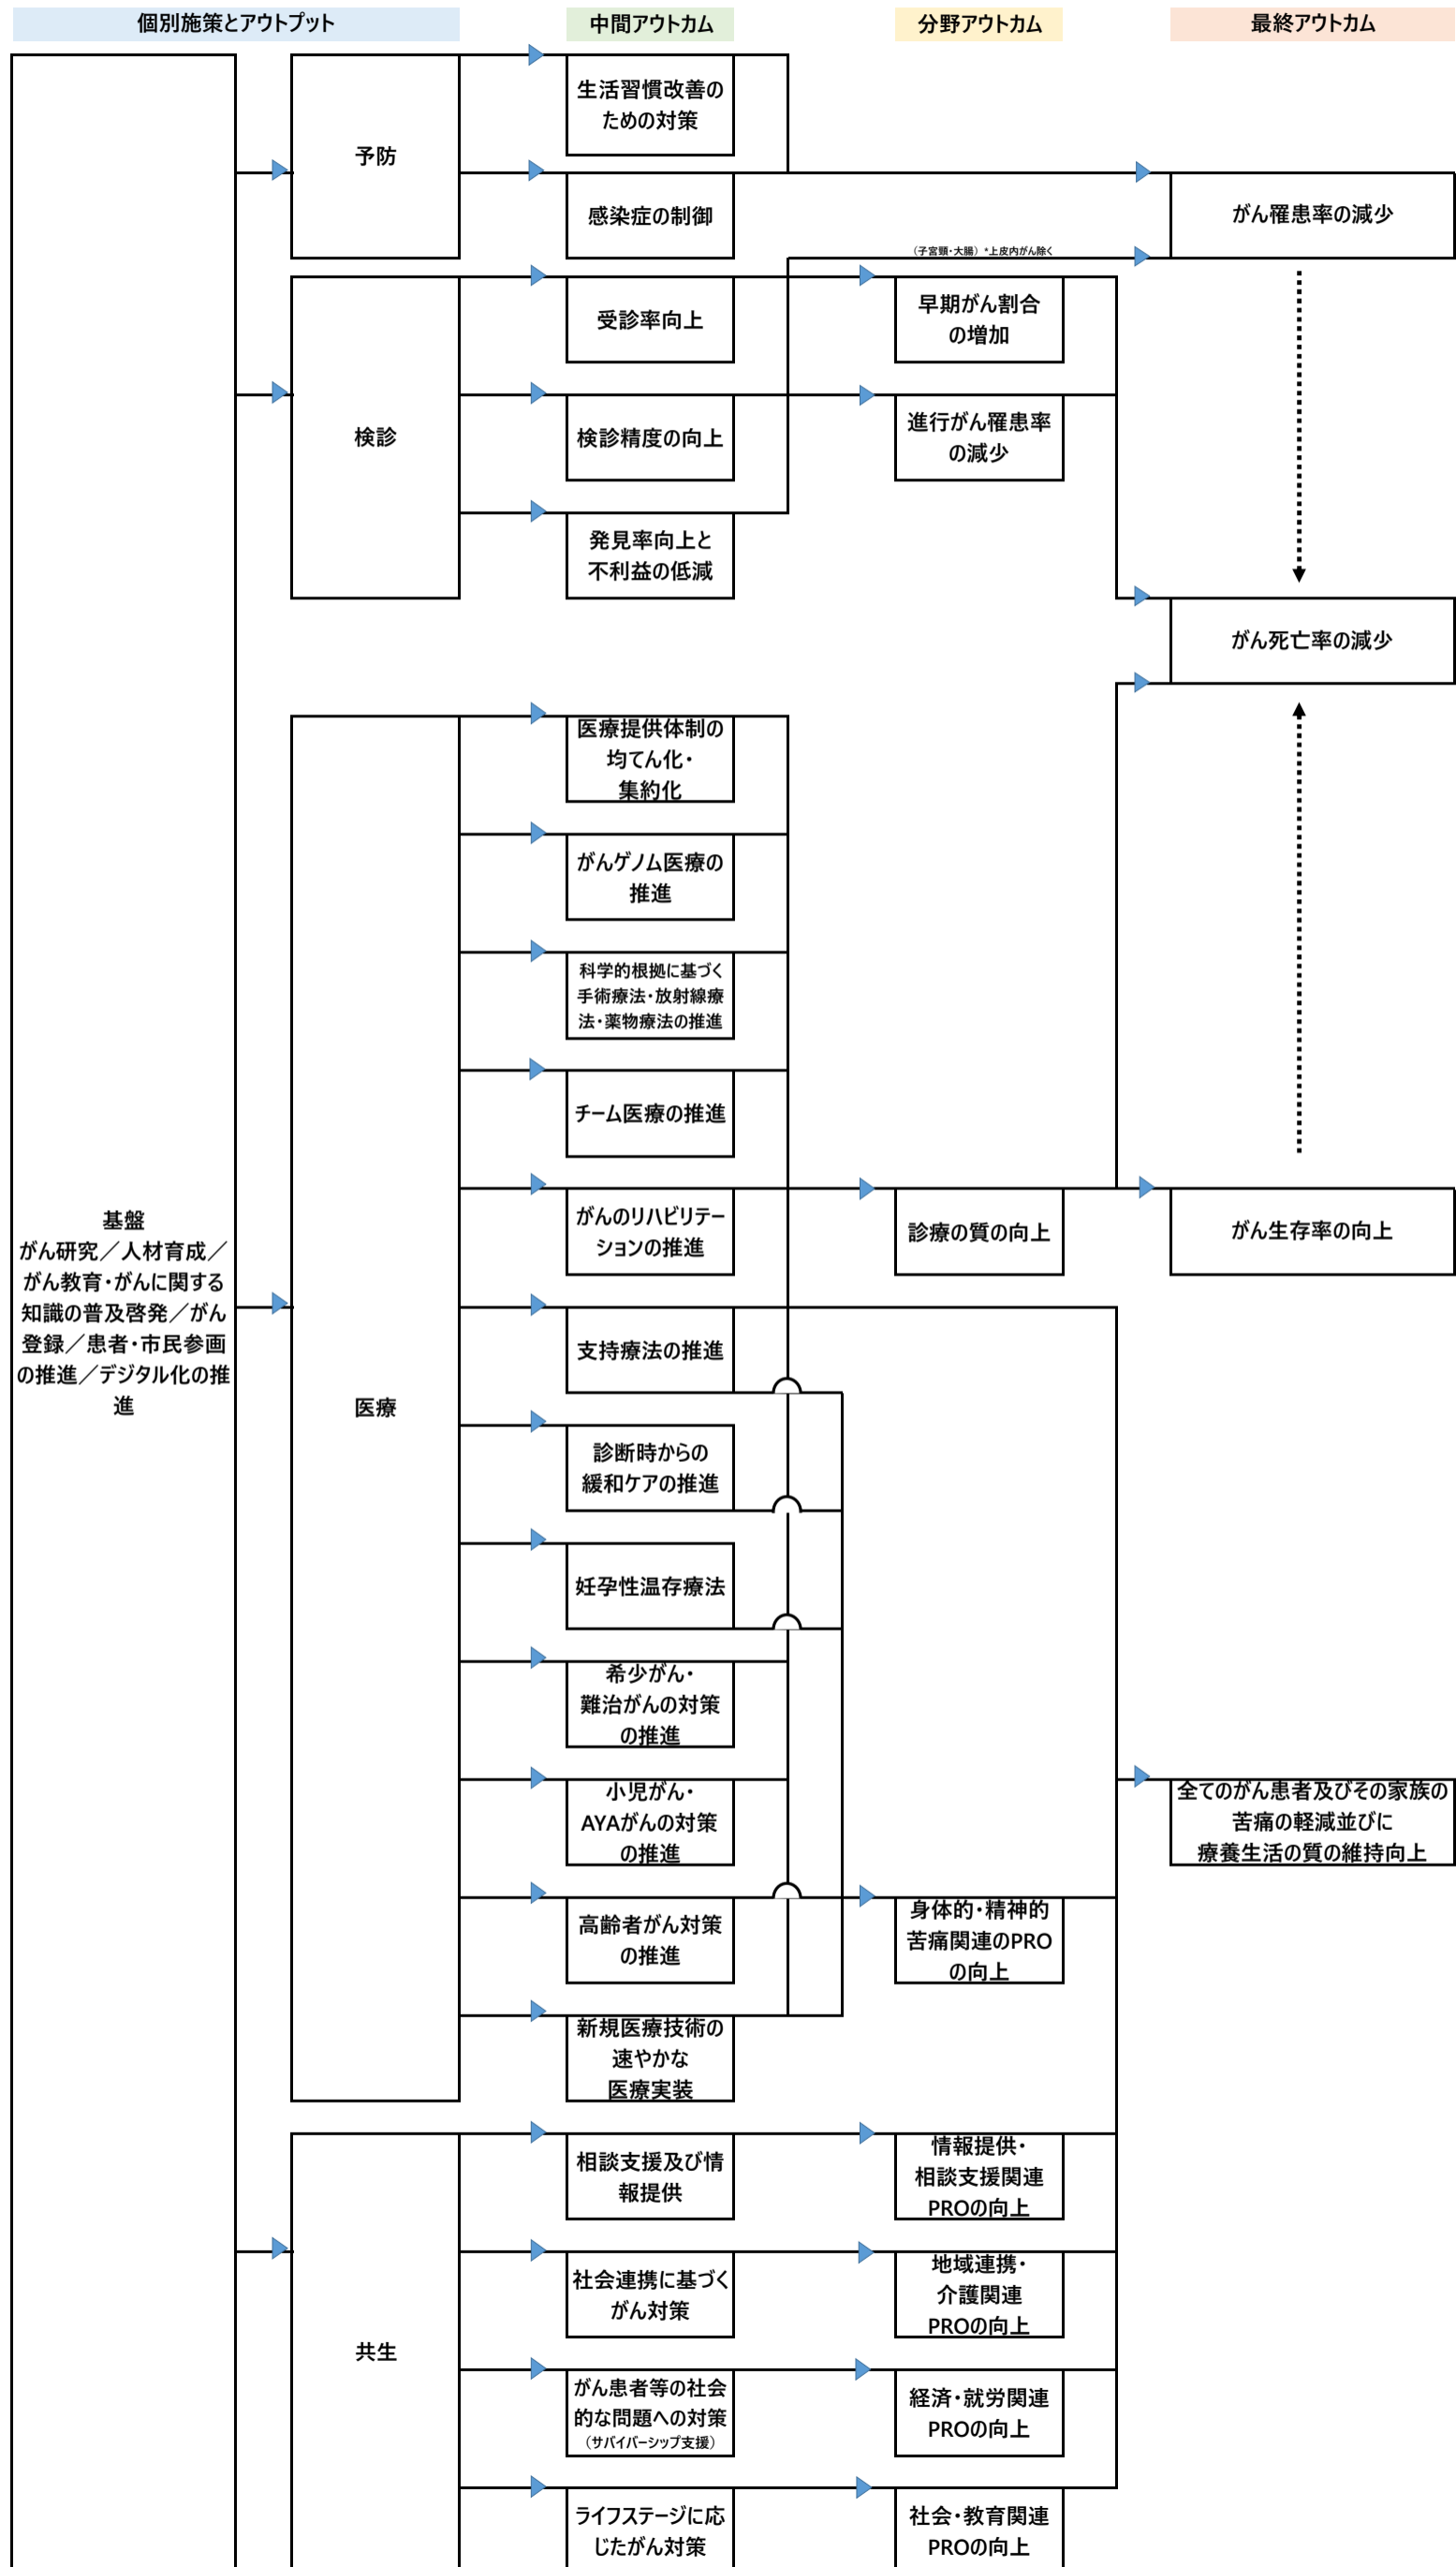 個別施策とアウトプット
中間アウトカム
分野アウトカム
最終アウトカム
基盤
がん研究／人材育成／
がん教育・がんに関する
知識の普及啓発／がん
登録／患者・市民参画
の推進／デジタル化の推
進
予防
生活習慣改善の
ための対策
感染症の制御
がん罹患率の減少
（子宮頸・大腸）*上皮内がん除く
検診
受診率向上
早期がん割合
の増加
検診精度の向上
進行がん罹患率
の減少
発見率向上と
不利益の低減
がん死亡率の減少
医療
医療提供体制の
均てん化・
集約化
がんゲノム医療の
推進
科学的根拠に基づく
手術療法・放射線療
法・薬物療法の推進
チーム医療の推進
がんのリハビリテー
ションの推進
診療の質の向上
がん生存率の向上
支持療法の推進
診断時からの
緩和ケアの推進
妊孕性温存療法
希少がん・
難治がんの対策
の推進
小児がん・
AYAがんの対策
の推進
全てのがん患者及びその家族の
苦痛の軽減並びに
療養生活の質の維持向上
高齢者がん対策
の推進
身体的・精神的
苦痛関連のPRO
の向上
新規医療技術の
速やかな
医療実装
共生
相談支援及び情
報提供
情報提供・
相談支援関連
PROの向上
社会連携に基づく
がん対策
地域連携・
介護関連
PROの向上
がん患者等の社会
的な問題への対策
（サバイバーシップ支援）
経済・就労関連
PROの向上
ライフステージに応
じたがん対策
社会・教育関連
PROの向上